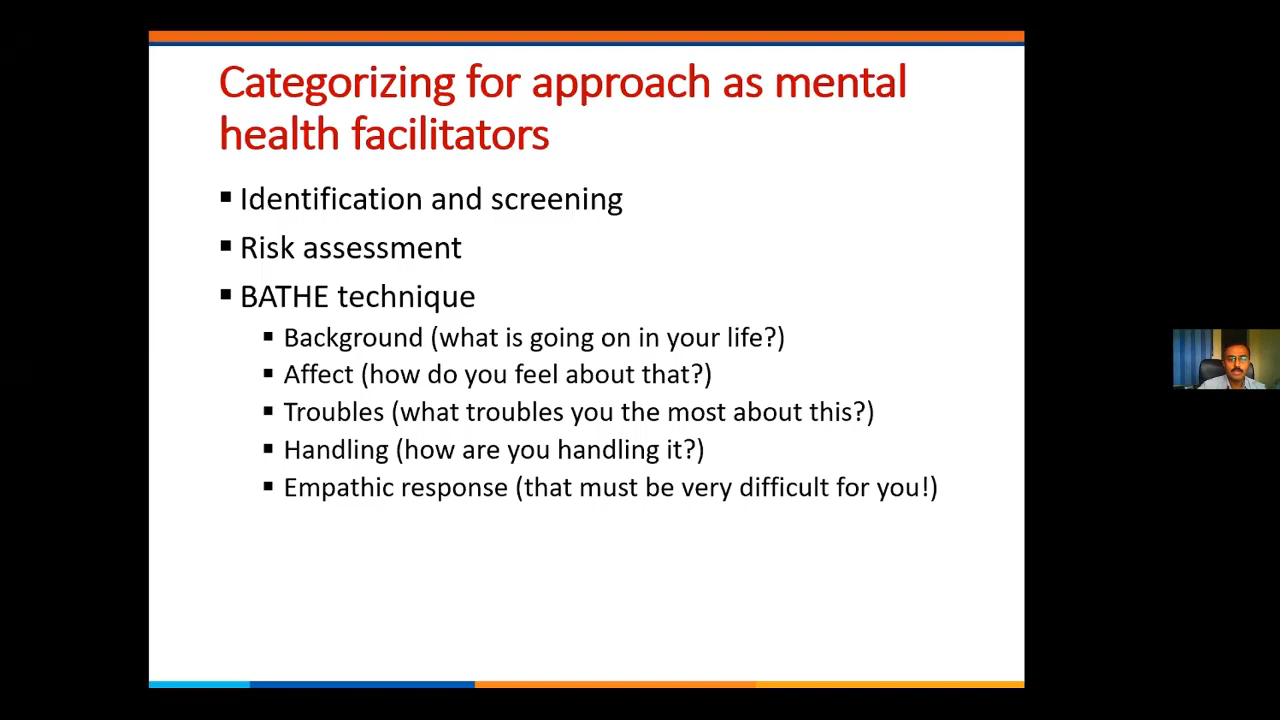 Categorizing for approach as mental
health facilitators
▪ Identification and screening
▪ Risk assessment
▪ BATHE technique
▪ Background (what is going on in your life?)
▪ Affect (how do you feel about that?)
▪ Troubles (what troubles you the most about this?)
▪ Handling (how are you handling it?)
▪ Empathic response (that must be very difficult for you!)